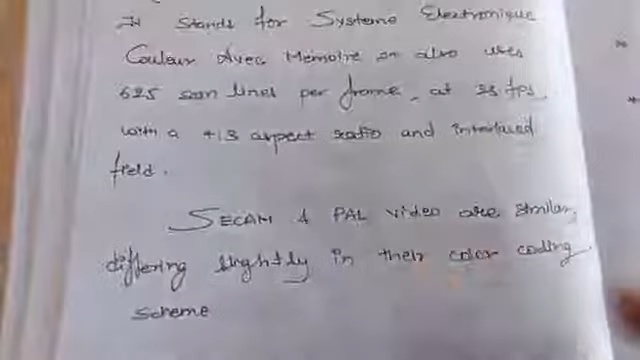 It stands for Systeme Electronique
Couleur Avec Memoire it also uses
625 scan lines per frame, at 25 fps,
with a 4:3 aspect radio and interlaced
field.
SECAM & PAL video are similar,
differing slightly in their color coding
scheme